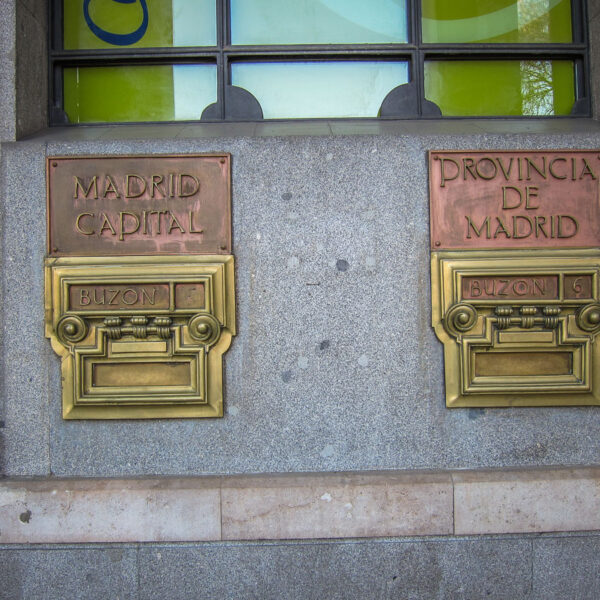 MADRID
CAPITAL
BUZON
PROVINCIA
DE
MADRID
BUZON 6